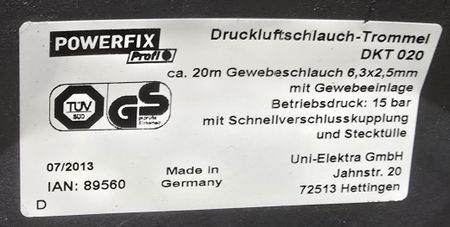 POWERFIX
Profi
Druckluftschlauch-Trommel
DKT 020
ca. 20m Gewebeschlauch 6,3x2,5mm
mit Gewebeeinlage
Betriebsdruck: 15 bar
mit Schnellverschlusskupplung
und Stecktülle
TÜV
SÜD
GS
geprüfte
Sicherheit
07/2013
IAN: 89560
Made in
Germany
Uni-Elektra GmbH
Jahnstr. 20
72513 Hettingen
D